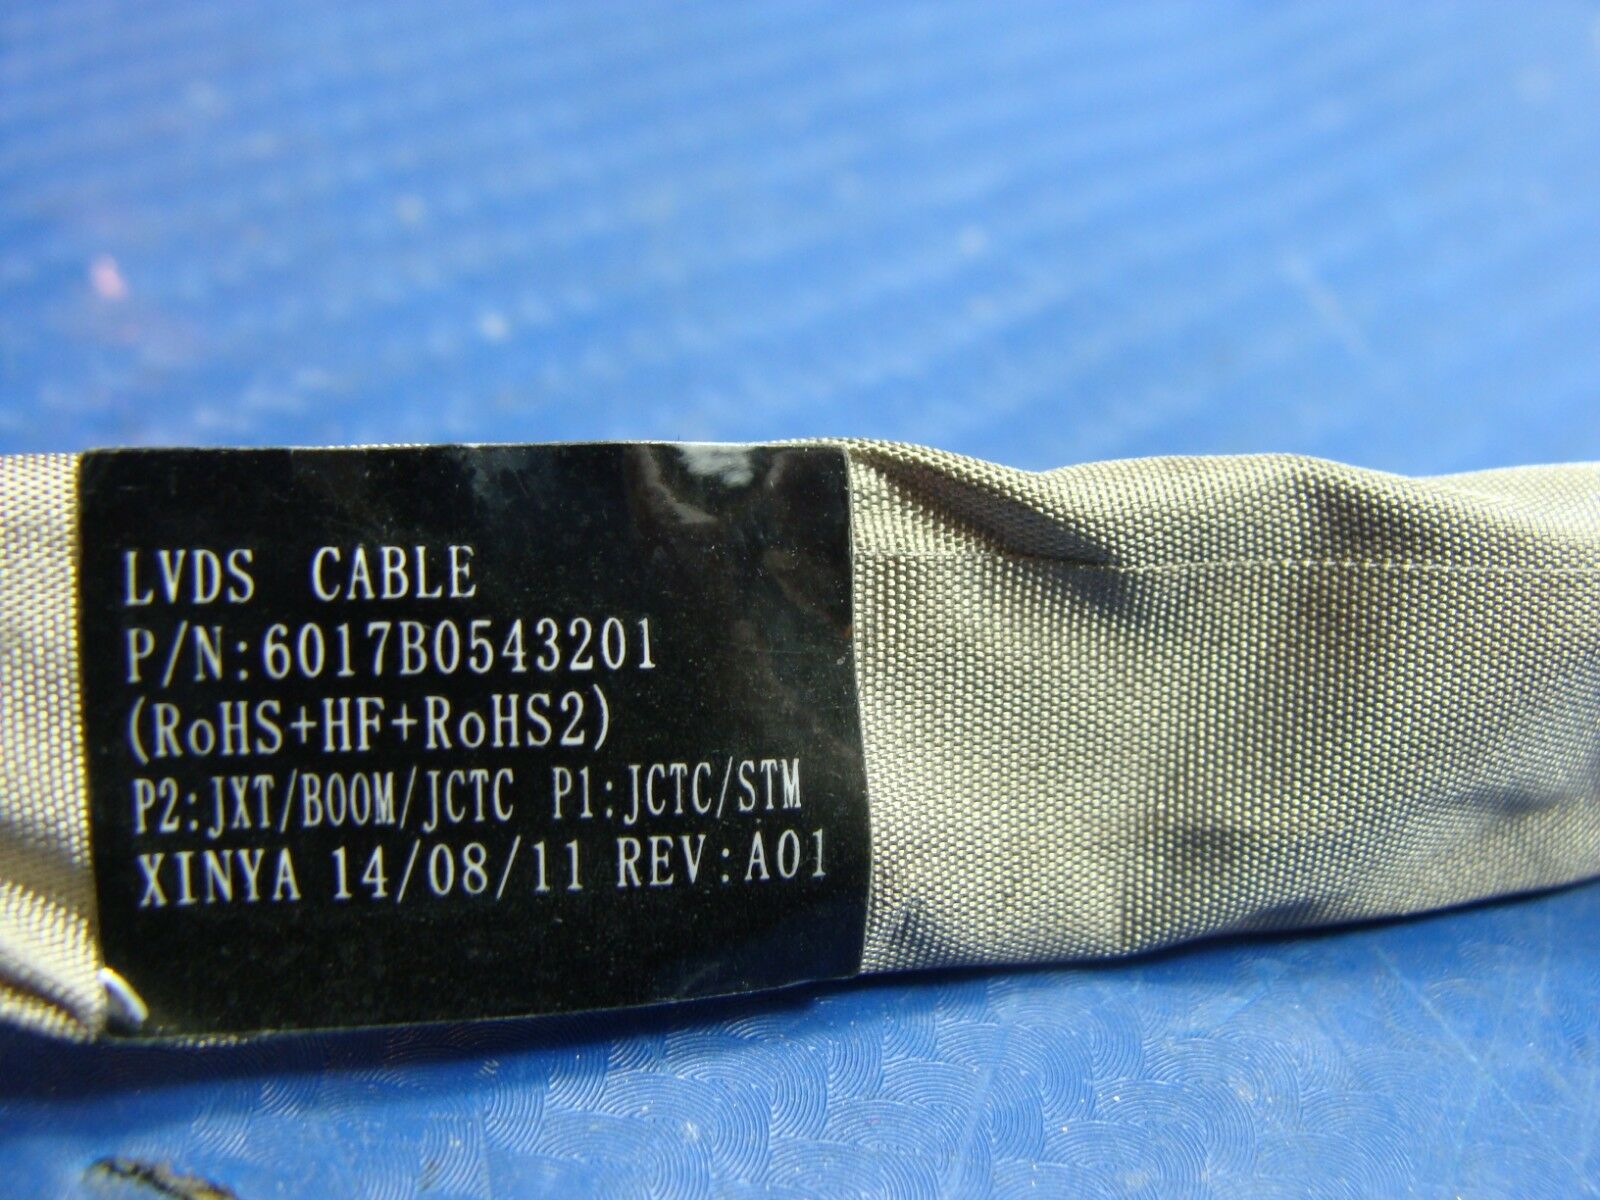 LVDS CABLE
P/N:6017B0543201
(RoHS+HF+RoHS2)
P2:JXT/BOOM/JCTC P1:JCTC/STM
XINYA 14/08/11 REV:A01